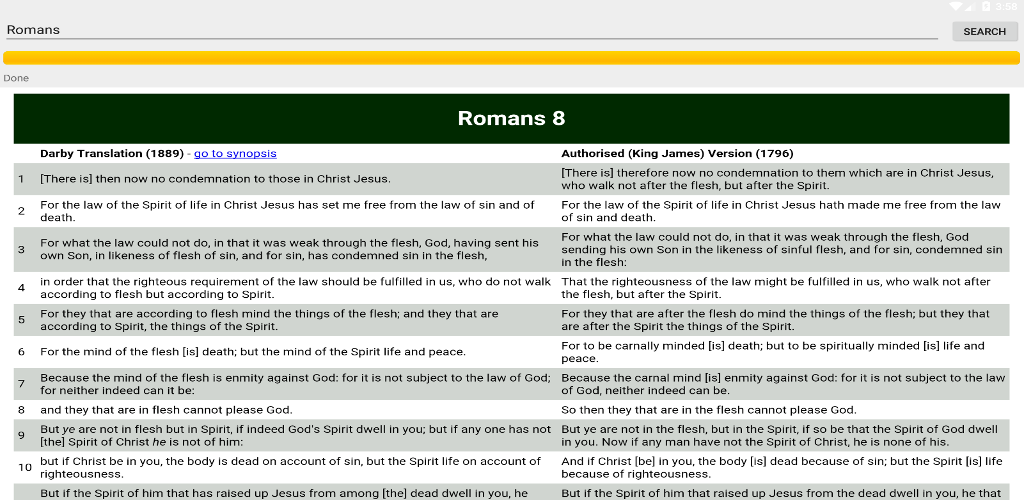 3:58
Romans
SEARCH
Done
Romans 8
Darby Translation (1889) - go to synopsis
Authorised (King James) Version (1796)
1
[There is] then now no condemnation to those in Christ Jesus.
[There is] therefore now no condemnation to them which are in Christ Jesus,
who walk not after the flesh, but after the Spirit.
2
For the law of the Spirit of life in Christ Jesus has set me free from the law of sin and of
death.
For the law of the Spirit of life in Christ Jesus hath made me free from the law
of sin and death.
3
For what the law could not do, in that it was weak through the flesh, God, having sent his
own Son, in likeness of flesh of sin, and for sin, has condemned sin in the flesh,
For what the law could not do, in that it was weak through the flesh, God
sending his own Son in the likeness of sinful flesh, and for sin, condemned sin
in the flesh:
4
in order that the righteous requirement of the law should be fulfilled in us, who do not walk
according to flesh but according to Spirit.
That the righteousness of the law might be fulfilled in us, who walk not after
the flesh, but after the Spirit.
5
For they that are according to flesh mind the things of the flesh; and they that are
according to Spirit, the things of the Spirit.
For they that are after the flesh do mind the things of the flesh; but they that
are after the Spirit the things of the Spirit.
6
For the mind of the flesh [is] death; but the mind of the Spirit life and peace.
For to be carnally minded [is] death; but to be spiritually minded [is] life and
peace.
7
Because the mind of the flesh is enmity against God: for it is not subject to the law of God;
for neither indeed can it be:
Because the carnal mind [is] enmity against God: for it is not subject to the law
of God, neither indeed can be.
8
and they that are in flesh cannot please God.
So then they that are in the flesh cannot please God.
9
But ye are not in flesh but in Spirit, if indeed God's Spirit dwell in you; but if any one has not
[the] Spirit of Christ he is not of him:
But ye are not in the flesh, but in the Spirit, if so be that the Spirit of God dwell
in you. Now if any man have not the Spirit of Christ, he is none of his.
10
but if Christ be in you, the body is dead on account of sin, but the Spirit life on account of
righteousness.
And if Christ [be] in you, the body [is] dead because of sin; but the Spirit [is] life
because of righteousness.
But if the Spirit of him that has raised up Jesus from among [the] dead dwell in you, he
But if the Spirit of him that raised up Jesus from the dead dwell in you, he that